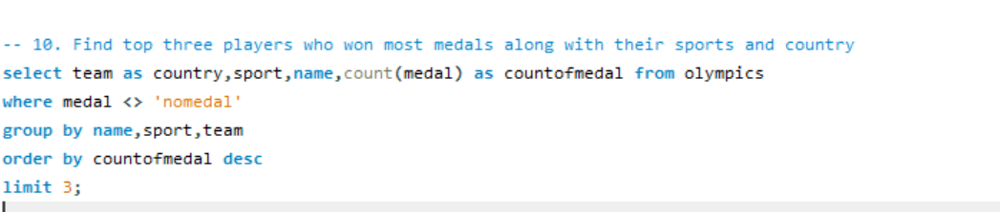 -- 10. Find top three players who won most medals along with their sports and country
select team as country,sport,name,count(medal) as countofmedal from olympics
where medal <> 'nomedal'
group by name,sport,team
order by countofmedal desc
limit 3;